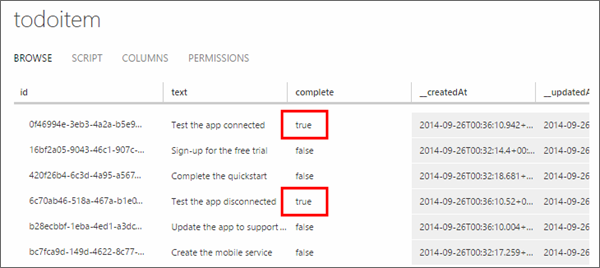 todoitem
BROWSE SCRIPT COLUMNS PERMISSIONS
id text complete __createdAt __updatedA
0f46994e-3eb3-4a2a-b5e9... Test the app connected true 2014-09-26T00:36:10.942+... 2014-09-26
16bf2a05-9043-46c1-907c-... Sign-up for the free trial false 2014-09-26T00:32:14.4+00:... 2014-09-26
420f26b4-6c3d-4a95-a567... Complete the quickstart false 2014-09-26T00:32:18.681+... 2014-09-26
6c70ab46-518a-467a-b1e0... Test the app disconnected true 2014-09-26T00:36:10.52+0... 2014-09-26
b28ecbbf-1eba-4ed1-a3dc... Update the app to support ... false 2014-09-26T00:36:10.004+... 2014-09-26
bc7fca9d-149d-4622-8c77-... Create the mobile service false 2014-09-26T00:32:17.259+... 2014-09-26